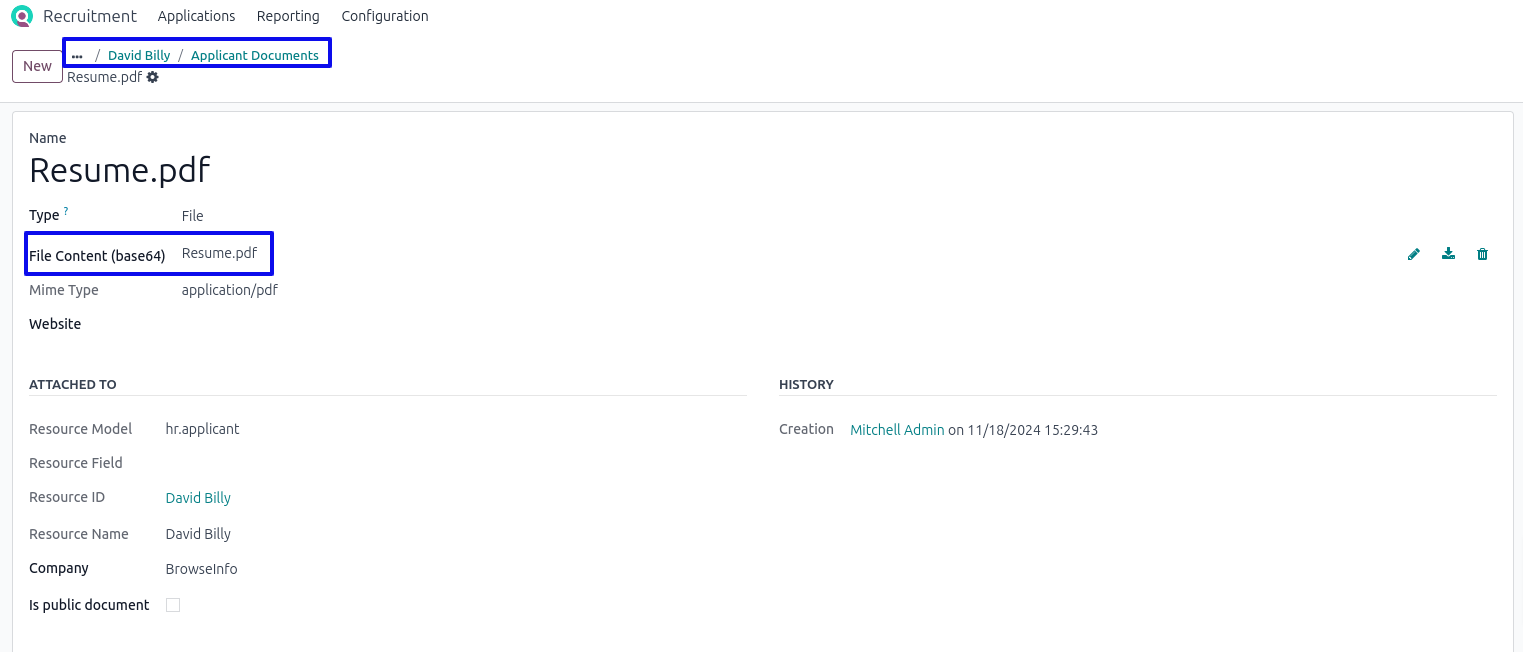 Recruitment Applications Reporting Configuration
New
... / David Billy / Applicant Documents
Resume.pdf
Name
Resume.pdf
Type ? File
File Content (base64) Resume.pdf
Mime Type application/pdf
Website
ATTACHED TO
Resource Model hr.applicant
Resource Field
Resource ID David Billy
Resource Name David Billy
Company BrowseInfo
Is public document
HISTORY
Creation Mitchell Admin on 11/18/2024 15:29:43